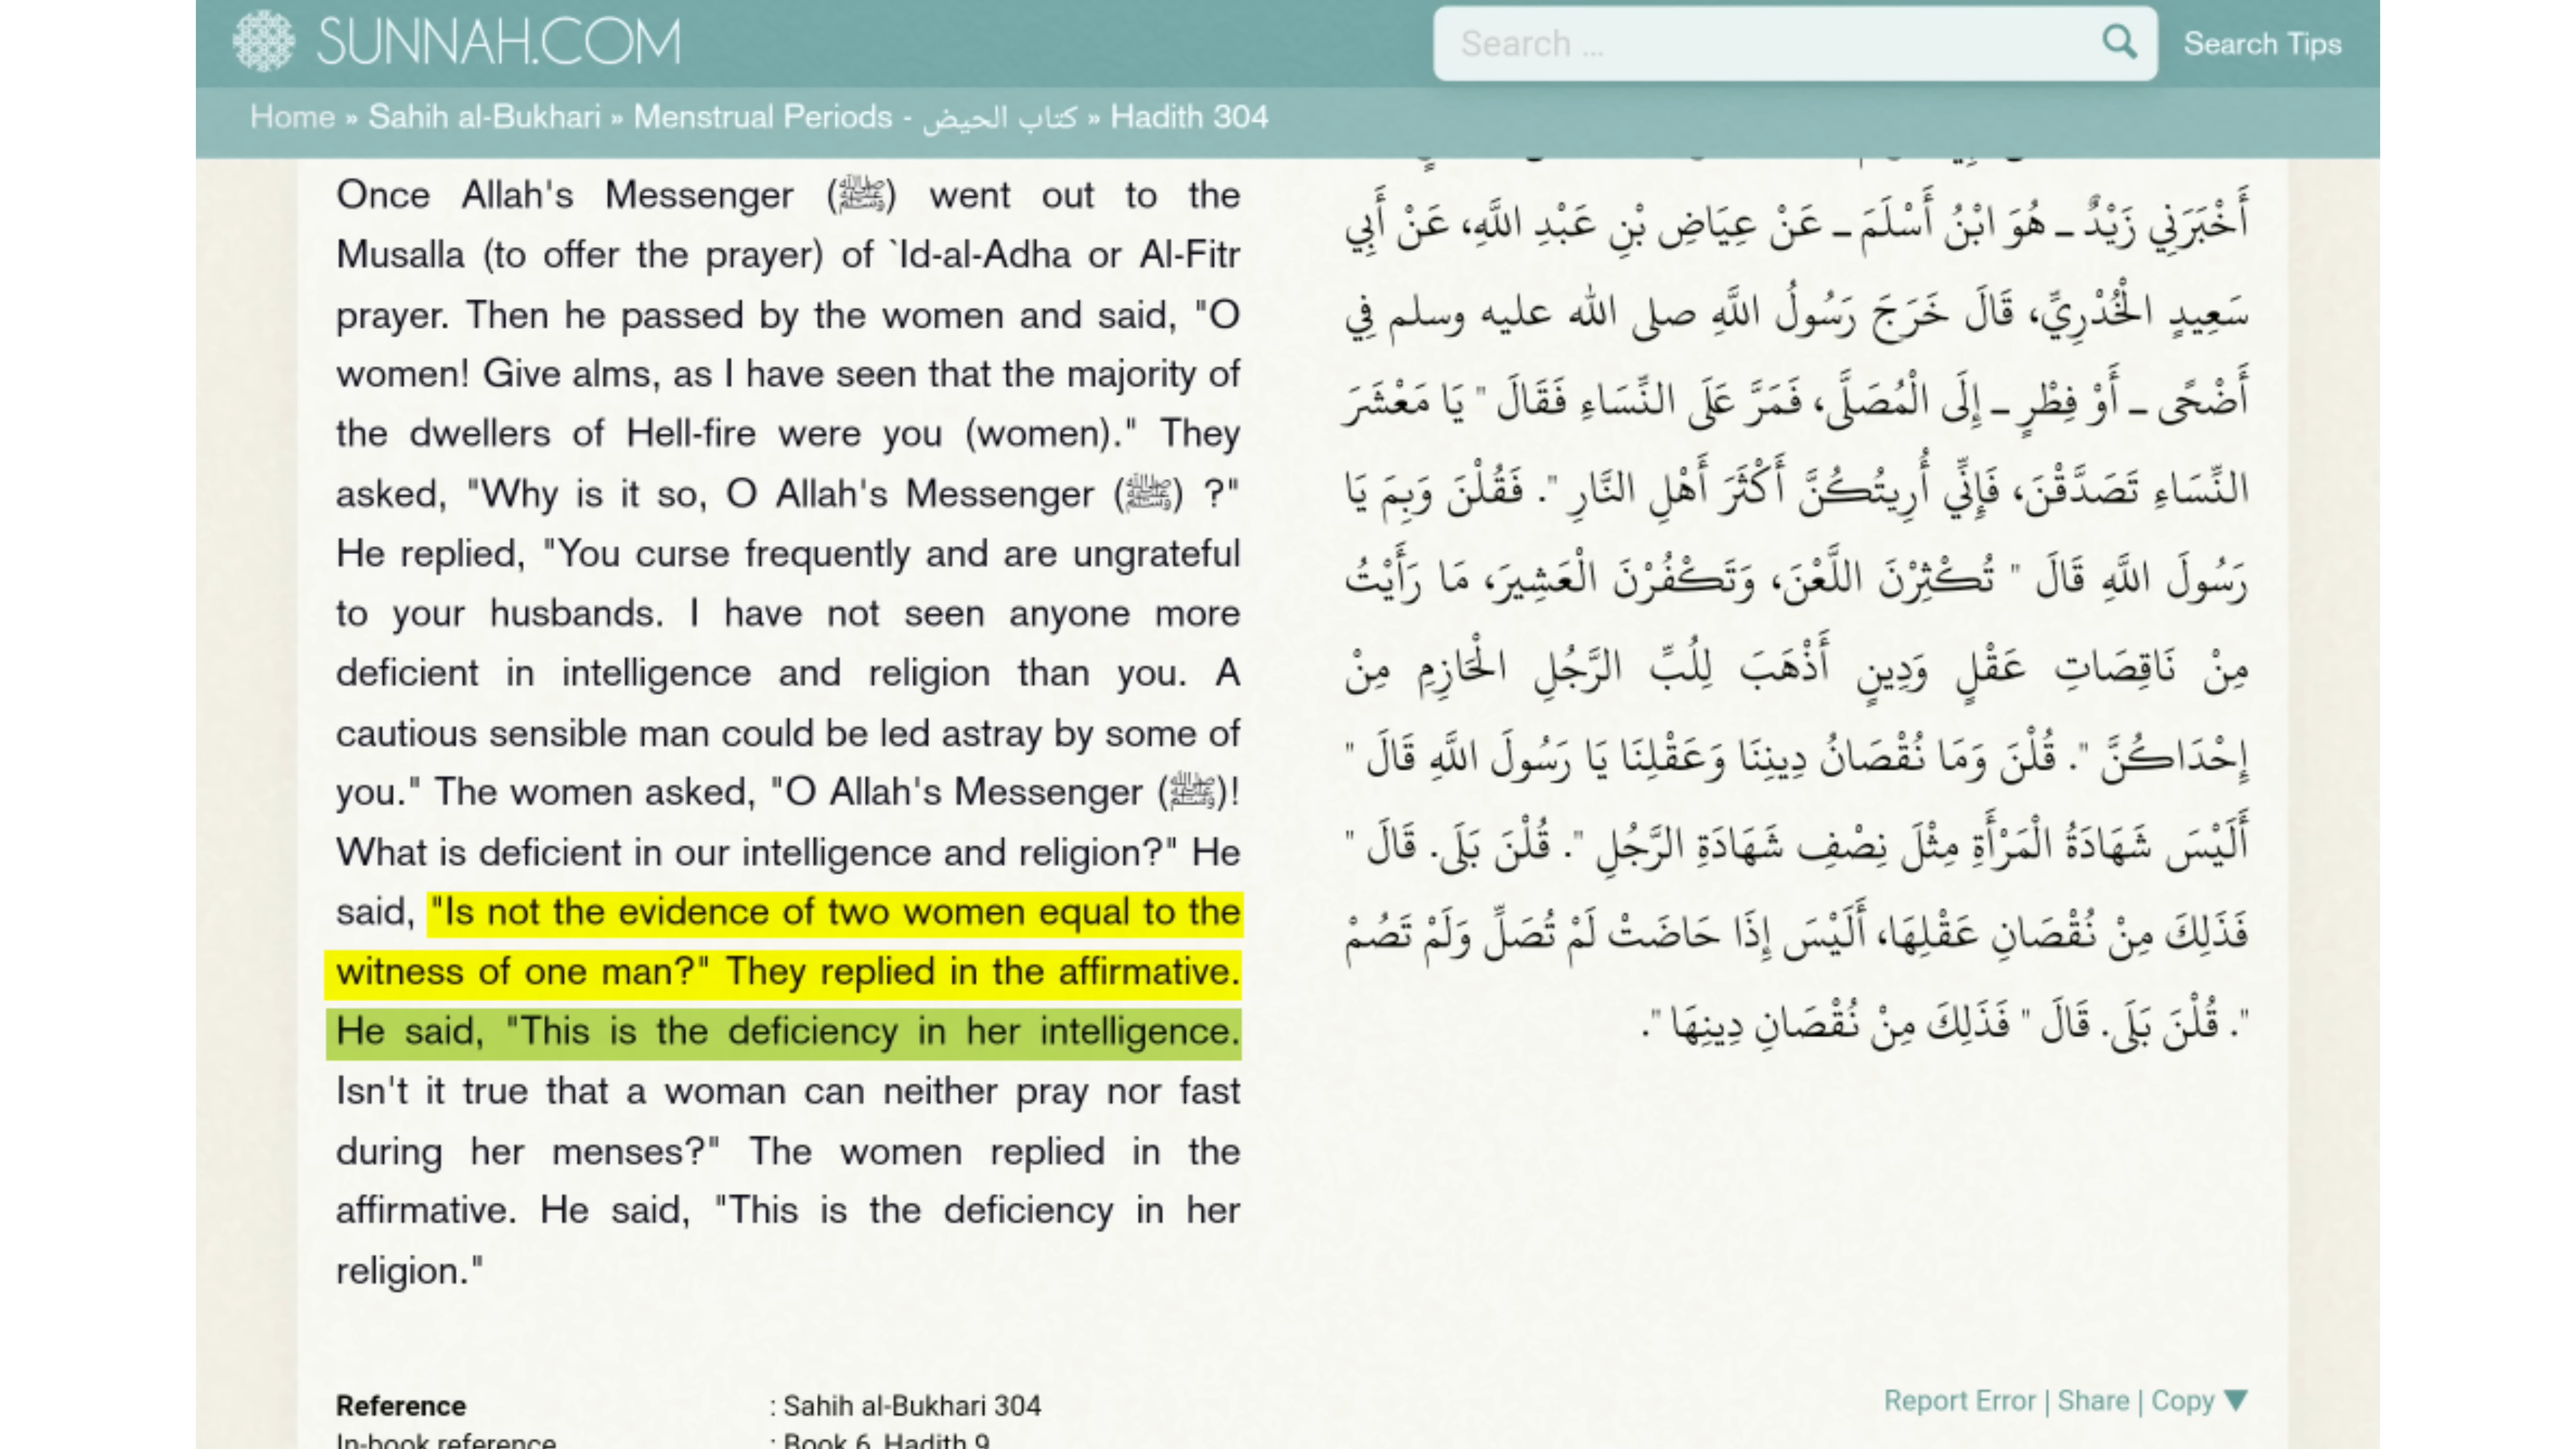 SUNNAH.COM
Search ...
Search Tips
Home » Sahih al-Bukhari » Menstrual Periods - كتاب الحيض » Hadith 304
Once Allah's Messenger (ﷺ) went out to the
Musalla (to offer the prayer) of `Id-al-Adha or Al-Fitr
prayer. Then he passed by the women and said, "O
women! Give alms, as I have seen that the majority of
the dwellers of Hell-fire were you (women)." They
asked, "Why is it so, O Allah's Messenger (ﷺ) ?"
He replied, "You curse frequently and are ungrateful
to your husbands. I have not seen anyone more
deficient in intelligence and religion than you. A
cautious sensible man could be led astray by some of
you." The women asked, "O Allah's Messenger (ﷺ)!
What is deficient in our intelligence and religion?" He
said, "Is not the evidence of two women equal to the
witness of one man?" They replied in the affirmative.
He said, "This is the deficiency in her intelligence.
Isn't it true that a woman can neither pray nor fast
during her menses?" The women replied in the
affirmative. He said, "This is the deficiency in her
religion."
أَخْبَرَنِي زَيْدٌ ـ هُوَ ابْنُ أَسْلَمَ ـ عَنْ عِيَاضِ بْنِ عَبْدِ اللَّهِ، عَنْ أَبِي
سَعِيدٍ الْخُدْرِيِّ، قَالَ خَرَجَ رَسُولُ اللَّهِ صلى الله عليه وسلم فِي
أَضْحًى ـ أَوْ فِطْرٍ ـ إِلَى الْمُصَلَّى، فَمَرَّ عَلَى النِّسَاءِ فَقَالَ " يَا مَعْشَرَ
النِّسَاءِ تَصَدَّقْنَ، فَإِنِّي أُرِيتُكُنَّ أَكْثَرَ أَهْلِ النَّارِ ". فَقُلْنَ وَبِمَ يَا
رَسُولَ اللَّهِ قَالَ " تُكْثِرْنَ اللَّعْنَ، وَتَكْفُرْنَ الْعَشِيرَ، مَا رَأَيْتُ
مِنْ نَاقِصَاتِ عَقْلٍ وَدِينٍ أَذْهَبَ لِلُبِّ الرَّجُلِ الْحَازِمِ مِنْ
إِحْدَاكُنَّ ". قُلْنَ وَمَا نُقْصَانُ دِينِنَا وَعَقْلِنَا يَا رَسُولَ اللَّهِ قَالَ "
أَلَيْسَ شَهَادَةُ الْمَرْأَةِ مِثْلَ نِصْفِ شَهَادَةِ الرَّجُلِ ". قُلْنَ بَلَى. قَالَ "
فَذَلِكَ مِنْ نُقْصَانِ عَقْلِهَا، أَلَيْسَ إِذَا حَاضَتْ لَمْ تُصَلِّ وَلَمْ تَصُمْ
". قُلْنَ بَلَى. قَالَ " فَذَلِكَ مِنْ نُقْصَانِ دِينِهَا ".
Reference : Sahih al-Bukhari 304
Report Error | Share | Copy ▼
In-book reference : Book 6, Hadith 9